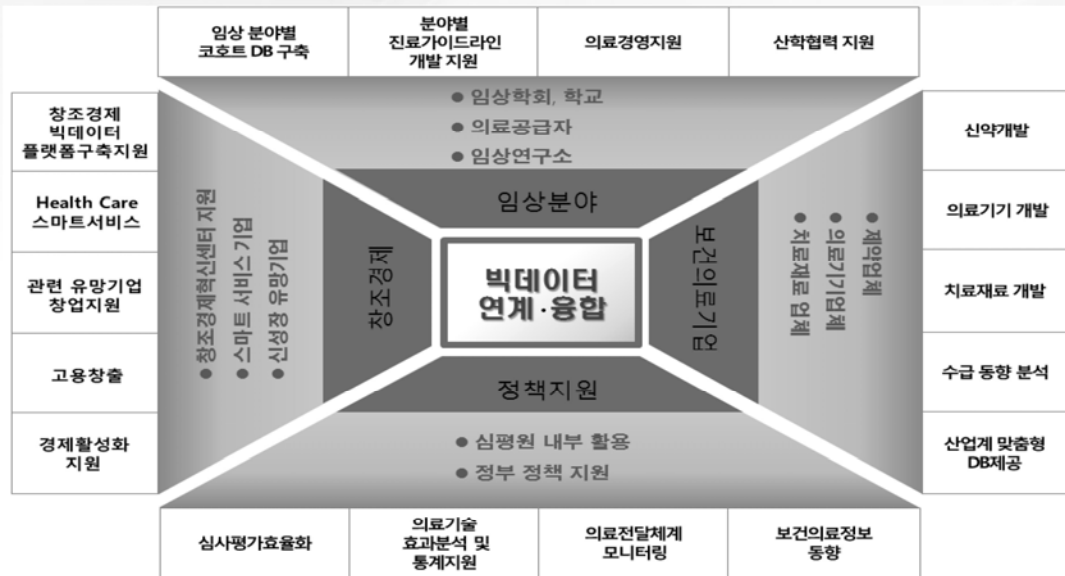 임상 분야별
코호트 DB 구축
분야별
진료가이드라인
개발 지원
의료경영지원
산학협력 지원
● 임상학회, 학교
● 의료공급자
● 임상연구소
임상분야
창조경제
빅데이터
플랫폼구축지원
Health Care
스마트서비스
관련 유망기업
창업지원
고용창출
경제활성화
지원
● 창조경제혁신센터 지원
● 스마트 서비스 기업
● 신성장 유망기업
창조경제
빅데이터
연계·융합
보건의료기업
● 제약업체
● 의료기기업체
● 치료재료 업체
신약개발
의료기기 개발
치료재료 개발
수급 동향 분석
산업계 맞춤형
DB제공
정책지원
● 심평원 내부 활용
● 정부 정책 지원
심사평가효율화
의료기술
효과분석 및
통계지원
의료전달체계
모니터링
보건의료정보
동향